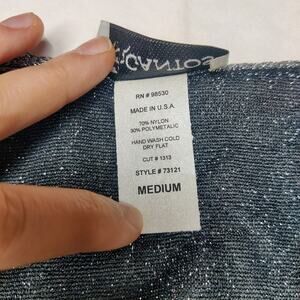 RN # 98530
MADE IN U.S.A.
70% NYLON
30% POLYMETALIC
HAND WASH COLD
DRY FLAT
CUT # 1313
STYLE # 73121
MEDIUM